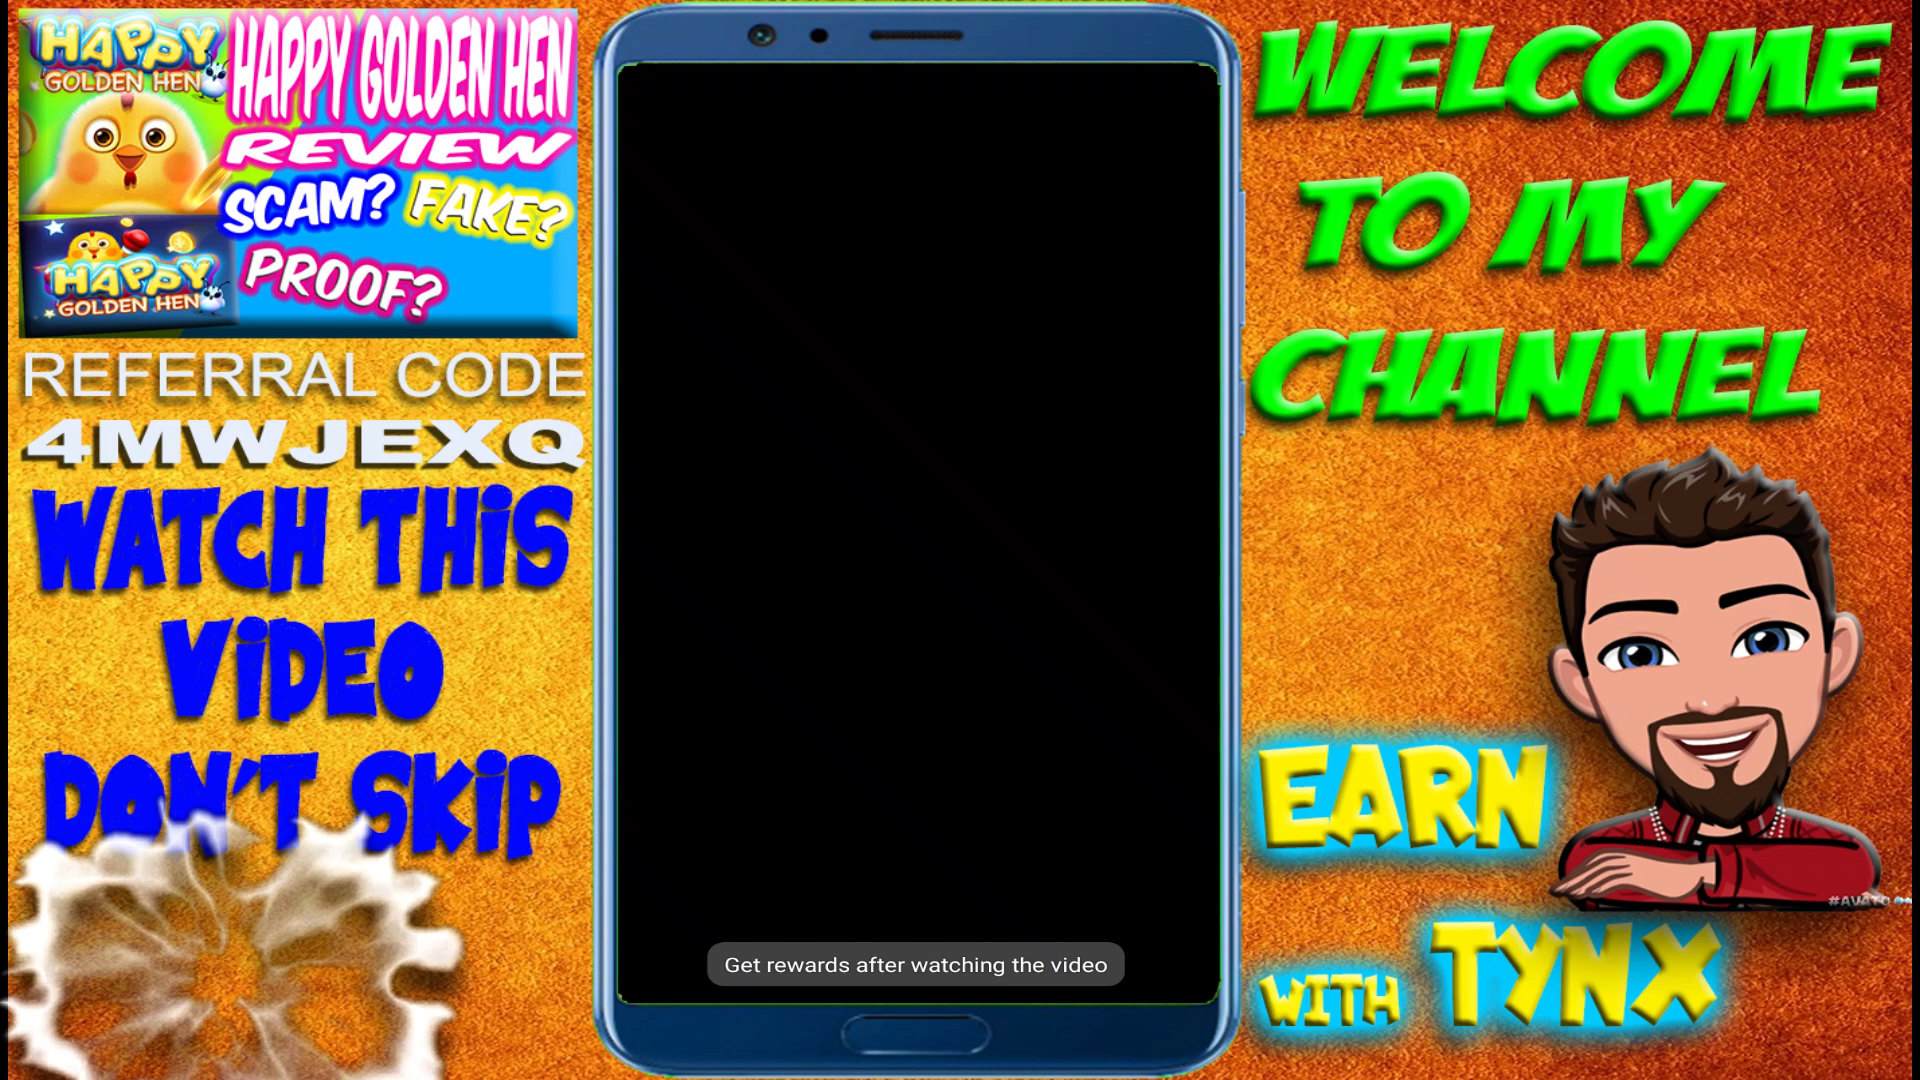 HAPPY
GOLDEN HEN
HAPPY GOLDEN HEN
REVIEW
SCAM? FAKE?
PROOF?
HAPPY
GOLDEN HEN
REFERRAL CODE
4MWJEXQ
WATCH THiS
ViDEO
DON'T SKiP
Get rewards after watching the video
WELCOME
TO MY
CHANNEL
EARN
WITH TYNX